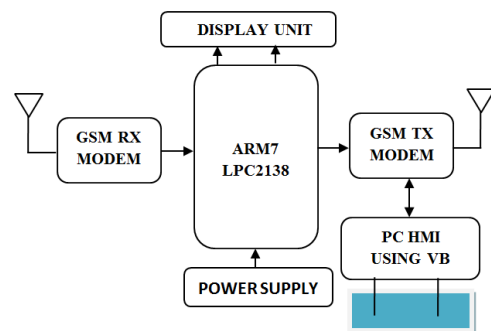 DISPLAY UNIT
GSM RX
MODEM
ARM7
LPC2138
GSM TX
MODEM
PC HMI
USING VB
POWER SUPPLY